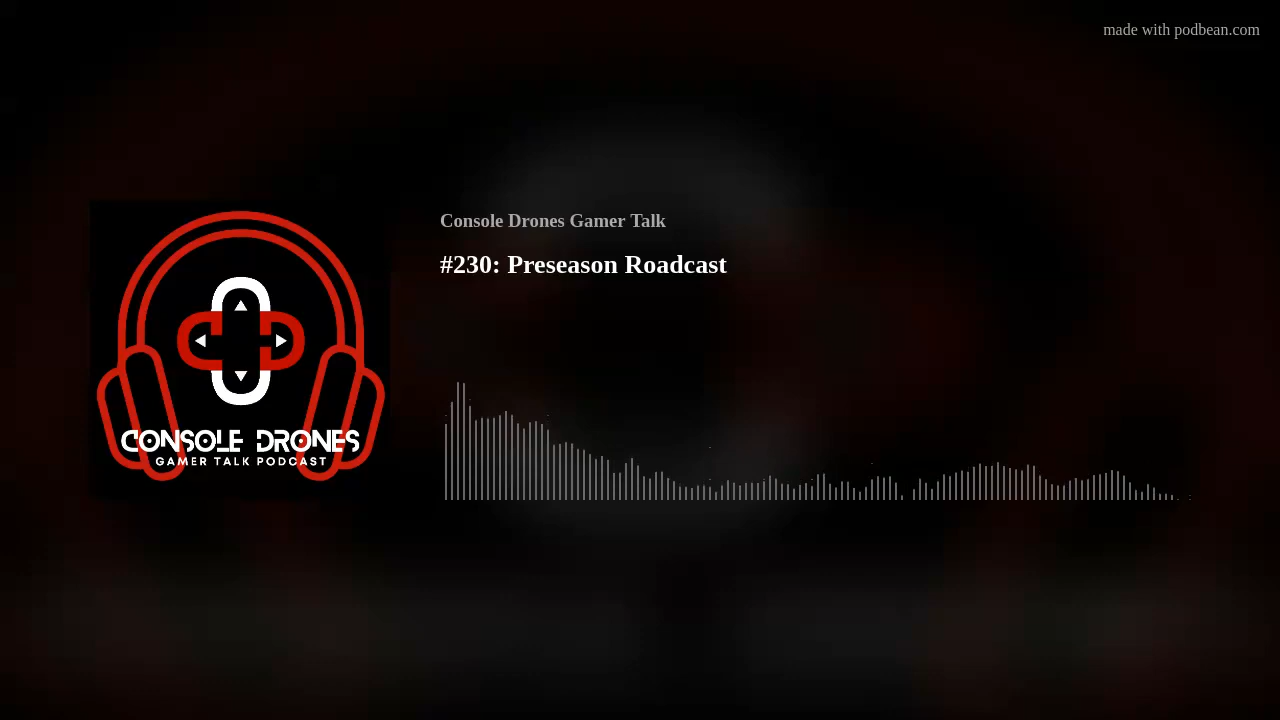 made with podbean.com
Console Drones Gamer Talk
#230: Preseason Roadcast
CONSOLE DRONES
GAMER TALK PODCAST